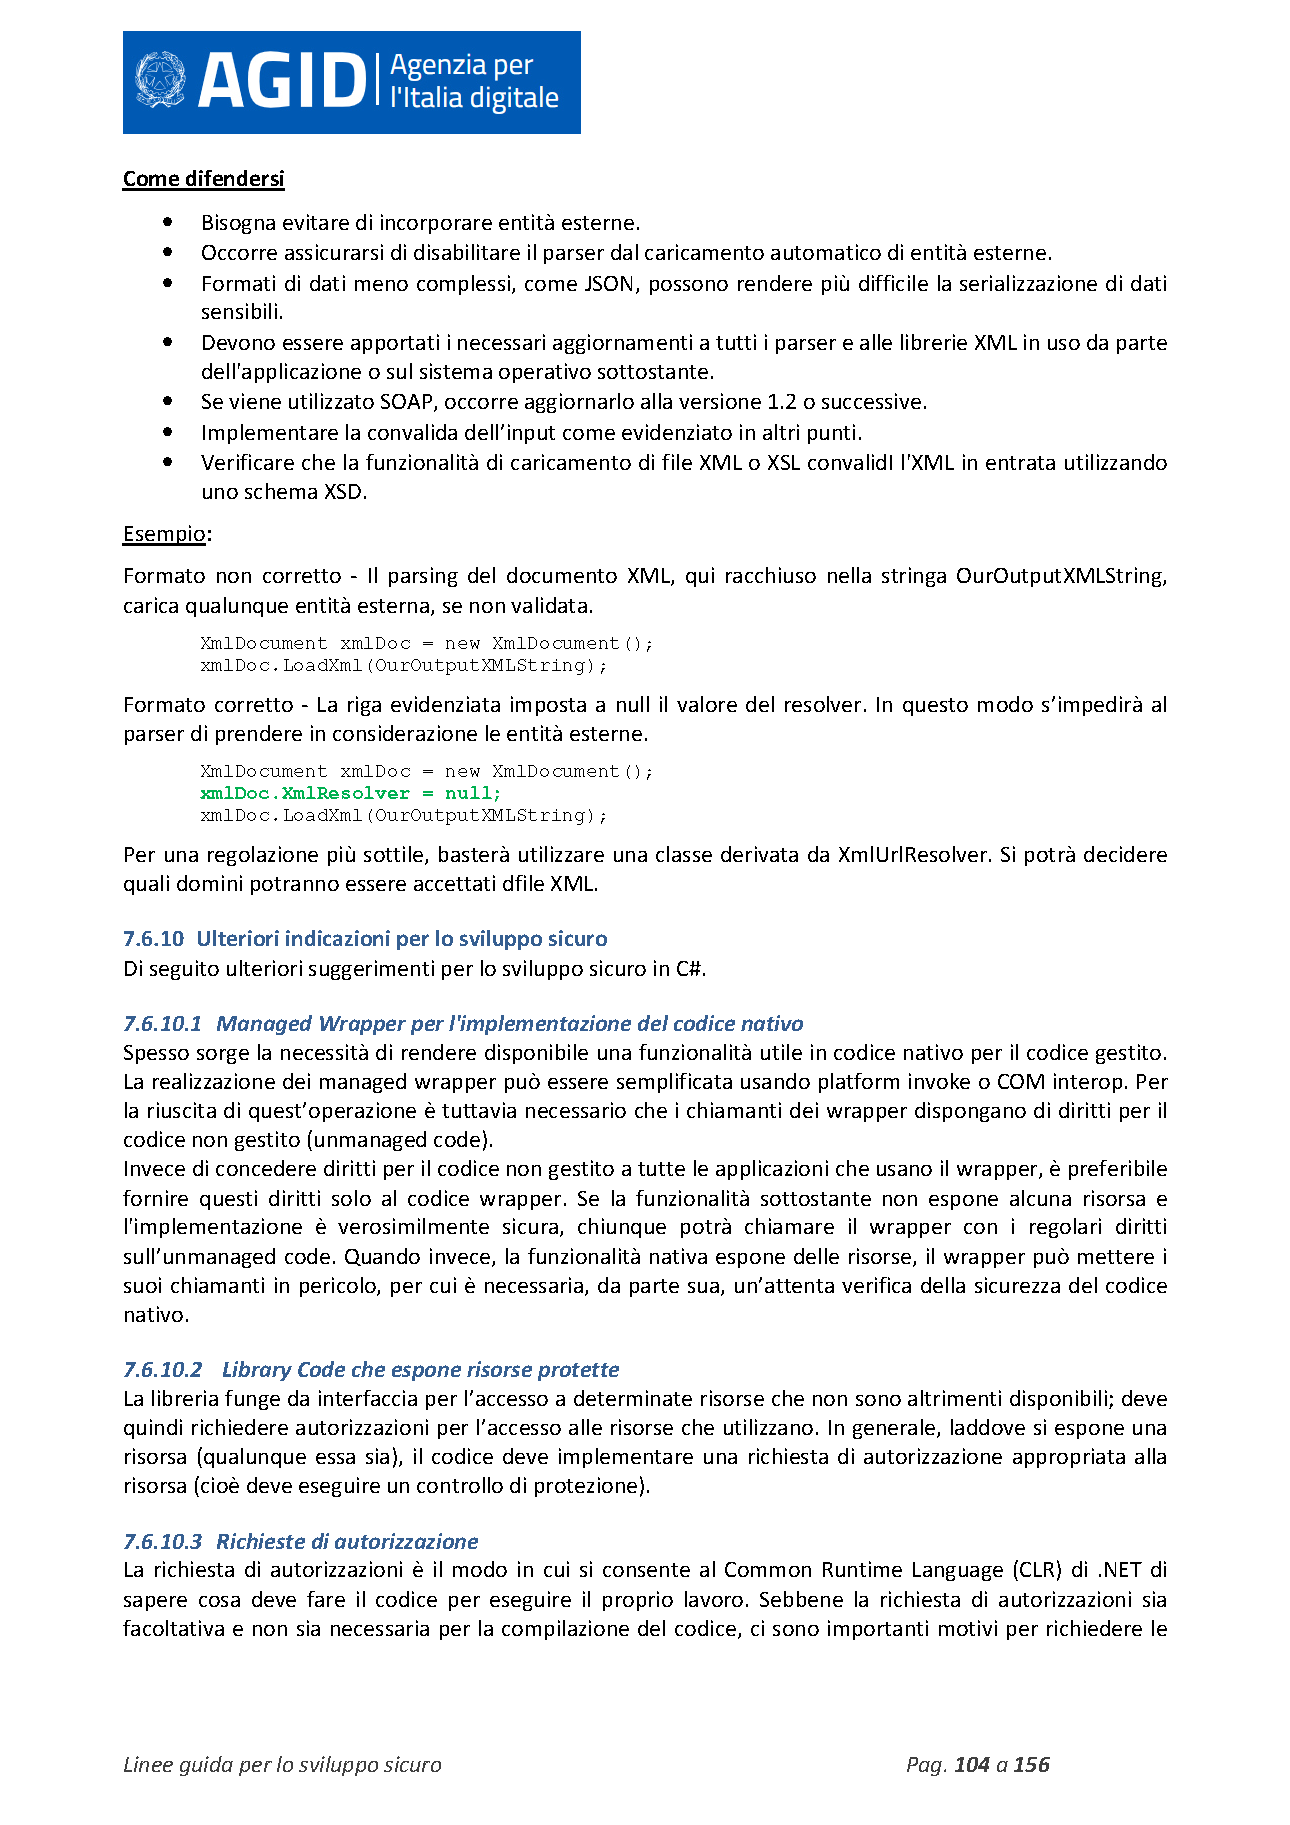 AGID Agenzia per
l'Italia digitale
Come difendersi
• Bisogna evitare di incorporare entità esterne.
• Occorre assicurarsi di disabilitare il parser dal caricamento automatico di entità esterne.
• Formati di dati meno complessi, come JSON, possono rendere più difficile la serializzazione di dati
sensibili.
• Devono essere apportati i necessari aggiornamenti a tutti i parser e alle librerie XML in uso da parte
dell'applicazione o sul sistema operativo sottostante.
• Se viene utilizzato SOAP, occorre aggiornarlo alla versione 1.2 o successive.
• Implementare la convalida dell’input come evidenziato in altri punti.
• Verificare che la funzionalità di caricamento di file XML o XSL convalidI l'XML in entrata utilizzando
uno schema XSD.
Esempio:
Formato non corretto - Il parsing del documento XML, qui racchiuso nella stringa OurOutputXMLString,
carica qualunque entità esterna, se non validata.
XmlDocument xmlDoc = new XmlDocument();
xmlDoc.LoadXml(OurOutputXMLString);
Formato corretto - La riga evidenziata imposta a null il valore del resolver. In questo modo s’impedirà al
parser di prendere in considerazione le entità esterne.
XmlDocument xmlDoc = new XmlDocument();
xmlDoc.XmlResolver = null;
xmlDoc.LoadXml(OurOutputXMLString);
Per una regolazione più sottile, basterà utilizzare una classe derivata da XmlUrlResolver. Si potrà decidere
quali domini potranno essere accettati dfile XML.
7.6.10 Ulteriori indicazioni per lo sviluppo sicuro
Di seguito ulteriori suggerimenti per lo sviluppo sicuro in C#.
7.6.10.1 Managed Wrapper per l'implementazione del codice nativo
Spesso sorge la necessità di rendere disponibile una funzionalità utile in codice nativo per il codice gestito.
La realizzazione dei managed wrapper può essere semplificata usando platform invoke o COM interop. Per
la riuscita di quest’operazione è tuttavia necessario che i chiamanti dei wrapper dispongano di diritti per il
codice non gestito (unmanaged code).
Invece di concedere diritti per il codice non gestito a tutte le applicazioni che usano il wrapper, è preferibile
fornire questi diritti solo al codice wrapper. Se la funzionalità sottostante non espone alcuna risorsa e
l'implementazione è verosimilmente sicura, chiunque potrà chiamare il wrapper con i regolari diritti
sull’unmanaged code. Quando invece, la funzionalità nativa espone delle risorse, il wrapper può mettere i
suoi chiamanti in pericolo, per cui è necessaria, da parte sua, un’attenta verifica della sicurezza del codice
nativo.
7.6.10.2 Library Code che espone risorse protette
La libreria funge da interfaccia per l’accesso a determinate risorse che non sono altrimenti disponibili; deve
quindi richiedere autorizzazioni per l’accesso alle risorse che utilizzano. In generale, laddove si espone una
risorsa (qualunque essa sia), il codice deve implementare una richiesta di autorizzazione appropriata alla
risorsa (cioè deve eseguire un controllo di protezione).
7.6.10.3 Richieste di autorizzazione
La richiesta di autorizzazioni è il modo in cui si consente al Common Runtime Language (CLR) di .NET di
sapere cosa deve fare il codice per eseguire il proprio lavoro. Sebbene la richiesta di autorizzazioni sia
facoltativa e non sia necessaria per la compilazione del codice, ci sono importanti motivi per richiedere le
Linee guida per lo sviluppo sicuro Pag. 104 a 156